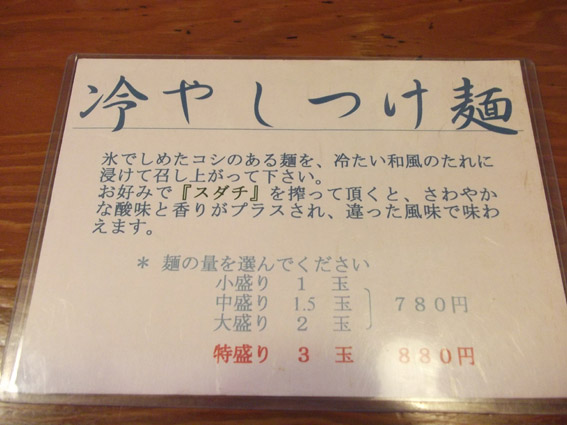 冷やしつけ麺
氷でしめたコシのある麺を、冷たい和風のたれに
浸けて召し上がって下さい。
お好みで『スダチ』を搾って頂くと、さわやか
な酸味と香りがプラスされ、違った風味で味わ
えます。
＊ 麺の量を選んでください
小盛り 1 玉
中盛り 1.5 玉 780円
大盛り 2 玉
特盛り 3 玉 880円